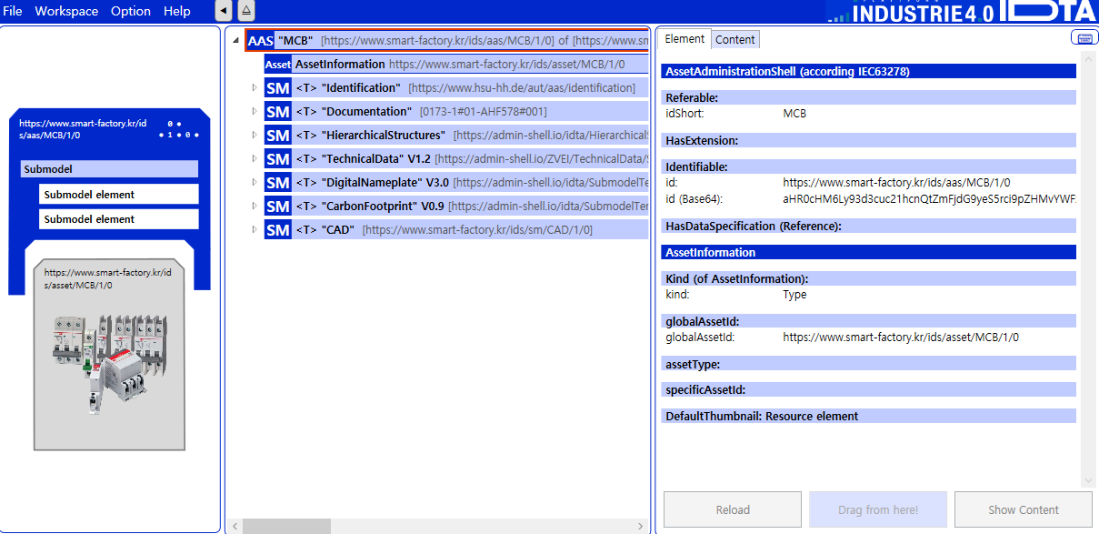 File Workspace Option Help
INDUSTRIE4.0 IDTA
https://www.smart-factory.kr/id
s/aas/MCB/1/0
0
1 0
Submodel
Submodel element
Submodel element
https://www.smart-factory.kr/id
s/asset/MCB/1/0
AAS "MCB" [https://www.smart-factory.kr/ids/aas/MCB/1/0] of [https://www.sm
Asset AssetInformation https://www.smart-factory.kr/ids/asset/MCB/1/0
SM <T> "Identification" [https://www.hsu-hh.de/aut/aas/identification]
SM <T> "Documentation" [0173-1#01-AHF578#001]
SM <T> "HierarchicalStructures" [https://admin-shell.io/idta/Hierarchical
SM <T> "TechnicalData" V1.2 [https://admin-shell.io/ZVEI/TechnicalData/
SM <T> "DigitalNameplate" V3.0 [https://admin-shell.io/idta/SubmodelTe
SM <T> "CarbonFootprint" V0.9 [https://admin-shell.io/idta/SubmodelTer
SM <T> "CAD" [https://www.smart-factory.kr/ids/sm/CAD/1/0]
Element Content
AssetAdministrationShell (according IEC63278)
Referable:
idShort: MCB
HasExtension:
Identifiable:
id: https://www.smart-factory.kr/ids/aas/MCB/1/0
id (Base64): aHR0cHM6Ly93d3cuc21hcnQtZmFjdG9yeS5rci9pZHMvYWF
HasDataSpecification (Reference):
AssetInformation
Kind (of AssetInformation):
kind: Type
globalAssetId:
globalAssetId: https://www.smart-factory.kr/ids/asset/MCB/1/0
assetType:
specificAssetId:
DefaultThumbnail: Resource element
Reload Drag from here! Show Content